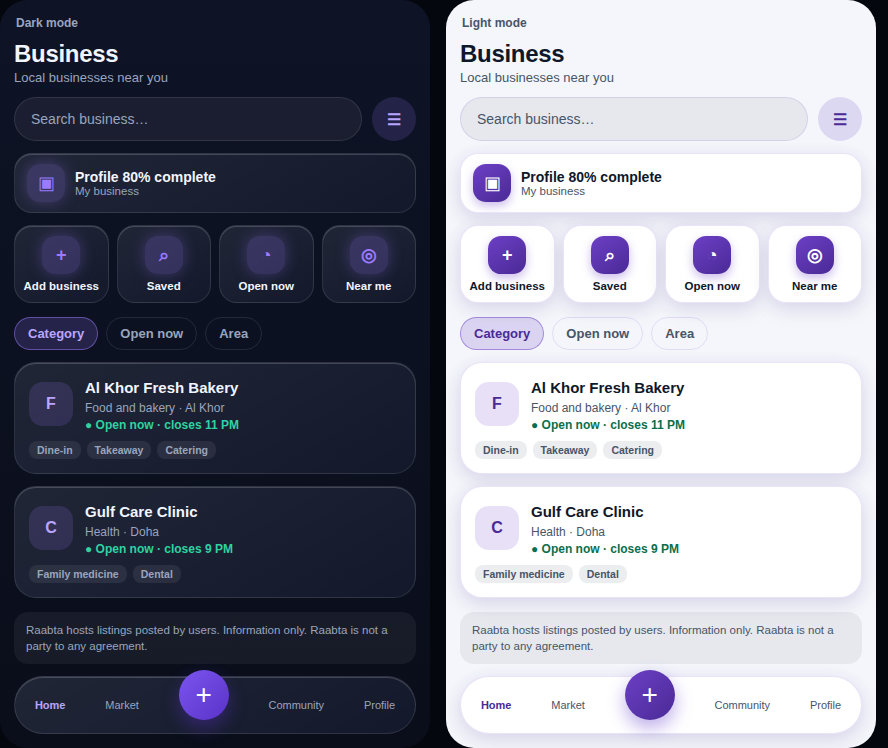 Dark mode
Business
Local businesses near you
Search business…
Profile 80% complete
My business
Add business
Saved
Open now
Near me
Category
Open now
Area
F
Al Khor Fresh Bakery
Food and bakery · Al Khor
● Open now · closes 11 PM
Dine-in
Takeaway
Catering
C
Gulf Care Clinic
Health · Doha
● Open now · closes 9 PM
Family medicine
Dental
Raabta hosts listings posted by users. Information only. Raabta is not a
party to any agreement.
Home
Market
+
Community
Profile
Light mode
Business
Local businesses near you
Search business…
Profile 80% complete
My business
Add business
Saved
Open now
Near me
Category
Open now
Area
F
Al Khor Fresh Bakery
Food and bakery · Al Khor
● Open now · closes 11 PM
Dine-in
Takeaway
Catering
C
Gulf Care Clinic
Health · Doha
● Open now · closes 9 PM
Family medicine
Dental
Raabta hosts listings posted by users. Information only. Raabta is not a
party to any agreement.
Home
Market
+
Community
Profile